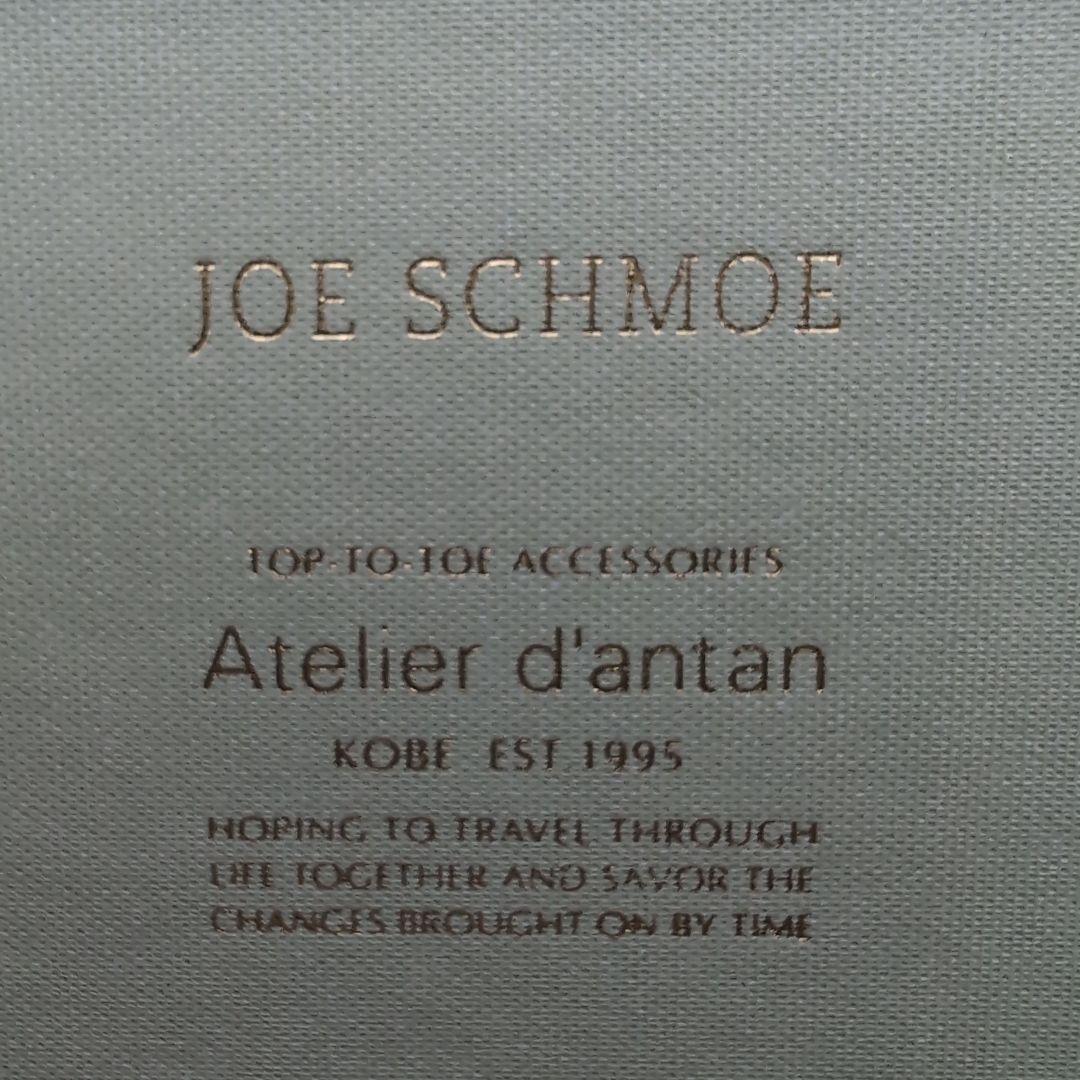 JOE SCHMOE
TOP-TO-TOE ACCESSORIES
Atelier d'antan
KOBE EST 1995
HOPING TO TRAVEL THROUGH
LIFE TOGETHER AND SAVOR THE
CHANGES BROUGHT ON BY TIME